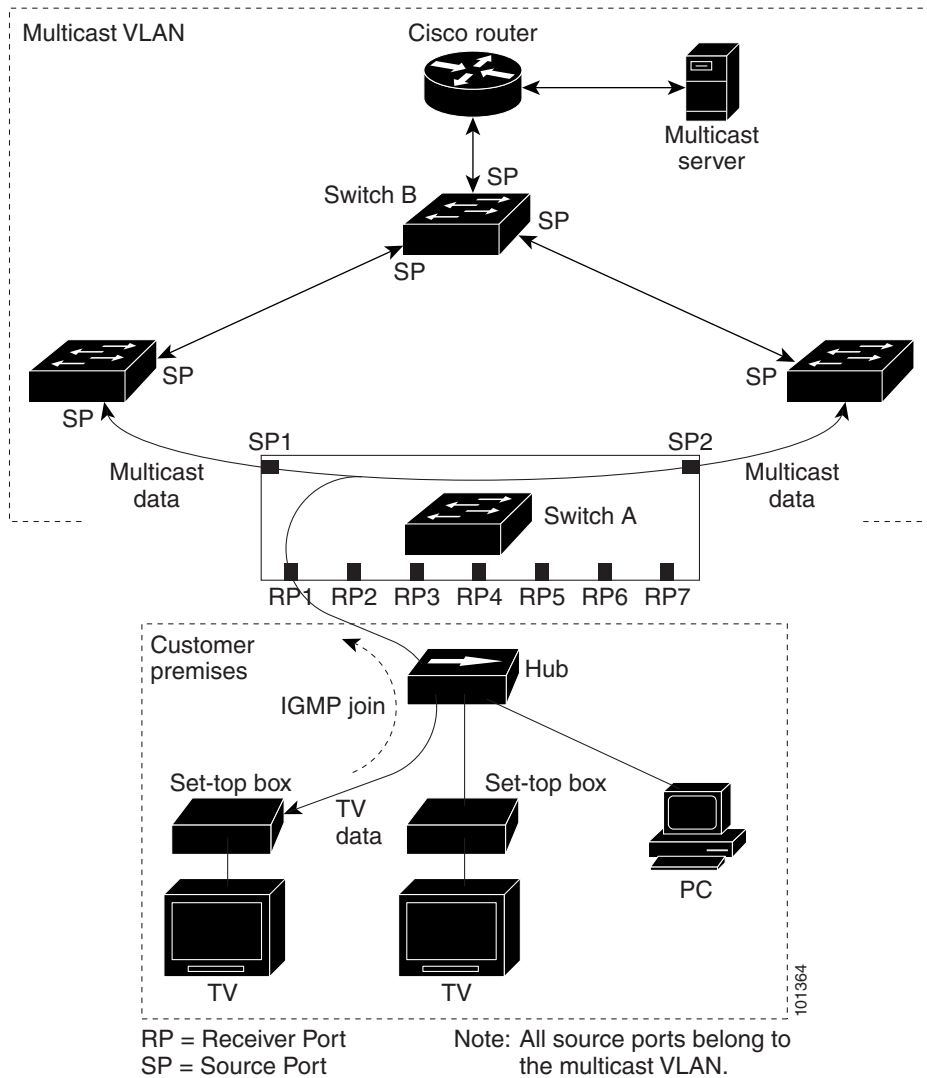 Multicast VLAN
Cisco router
Multicast
server
SP
Switch B
SP
SP
SP
SP
SP
SP1
SP2
Multicast
data
Multicast
data
Switch A
RP1 RP2 RP3 RP4 RP5 RP6 RP7
Customer
premises
Hub
IGMP join
Set-top box
TV
data
Set-top box
PC
TV
TV
101364
RP = Receiver Port
SP = Source Port
Note: All source ports belong to
the multicast VLAN.